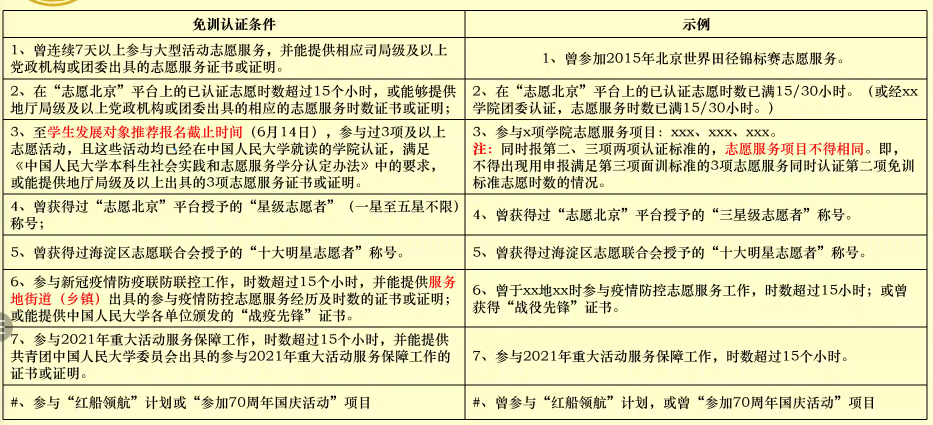 免训认证条件
示例
1、曾连续7天以上参与大型活动志愿服务，并能提供相应司局级及以上
党政机构或团委出具的志愿服务证书或证明。
1、曾参加2015年北京世界田径锦标赛志愿服务。
2、在“志愿北京”平台上的已认证志愿时数超过15个小时，或能够提供
地厅局级及以上党政机构或团委出具的相应的志愿服务时数证书或证明；
2、在“志愿北京”平台上的已认证志愿时数已满15/30小时。（或经xx
学院团委认证，志愿服务时数已满15/30小时。）
3、至学生发展对象推荐报名截止时间（6月14日），参与过3项及以上
志愿活动，且这些活动均已经在中国人民大学就读的学院认证，满足
《中国人民大学本科生社会实践和志愿服务学分认定办法》中的要求，
或能提供地厅局级及以上出具的3项志愿服务证书或证明。
3、参与x项学院志愿服务项目：xxx、xxx、xxx。
注：同时报第二、三项两项认证标准的，志愿服务项目不得相同。即，
不得出现用申报满足第三项面训标准的3项志愿服务同时认证第二项免训
标准志愿时数的情况。
4、曾获得过“志愿北京”平台授予的“星级志愿者”（一星至五星不限）
称号；
4、曾获得过“志愿北京”平台授予的“三星级志愿者”称号。
5、曾获得过海淀区志愿联合会授予的“十大明星志愿者”称号。
5、曾获得过海淀区志愿联合会授予的“十大明星志愿者”称号。
6、参与新冠疫情防疫联防联控工作，时数超过15个小时，并能提供服务
地街道（乡镇）出具的参与疫情防控志愿服务经历及时数的证书或证明；
或能提供中国人民大学各单位颁发的“战疫先锋”证书。
6、曾于xx地xx时参与疫情防控志愿服务工作，时数超过15小时；或曾
获得“战役先锋”证书。
7、参与2021年重大活动服务保障工作，时数超过15个小时，并能提供
共青团中国人民大学委员会出具的参与2021年重大活动服务保障工作的
证书或证明。
7、参与2021年重大活动服务保障工作，时数超过15个小时。
#、参与“红船领航”计划或“参加70周年国庆活动”项目
#、曾参与“红船领航”计划，或曾“参加70周年国庆活动”项目